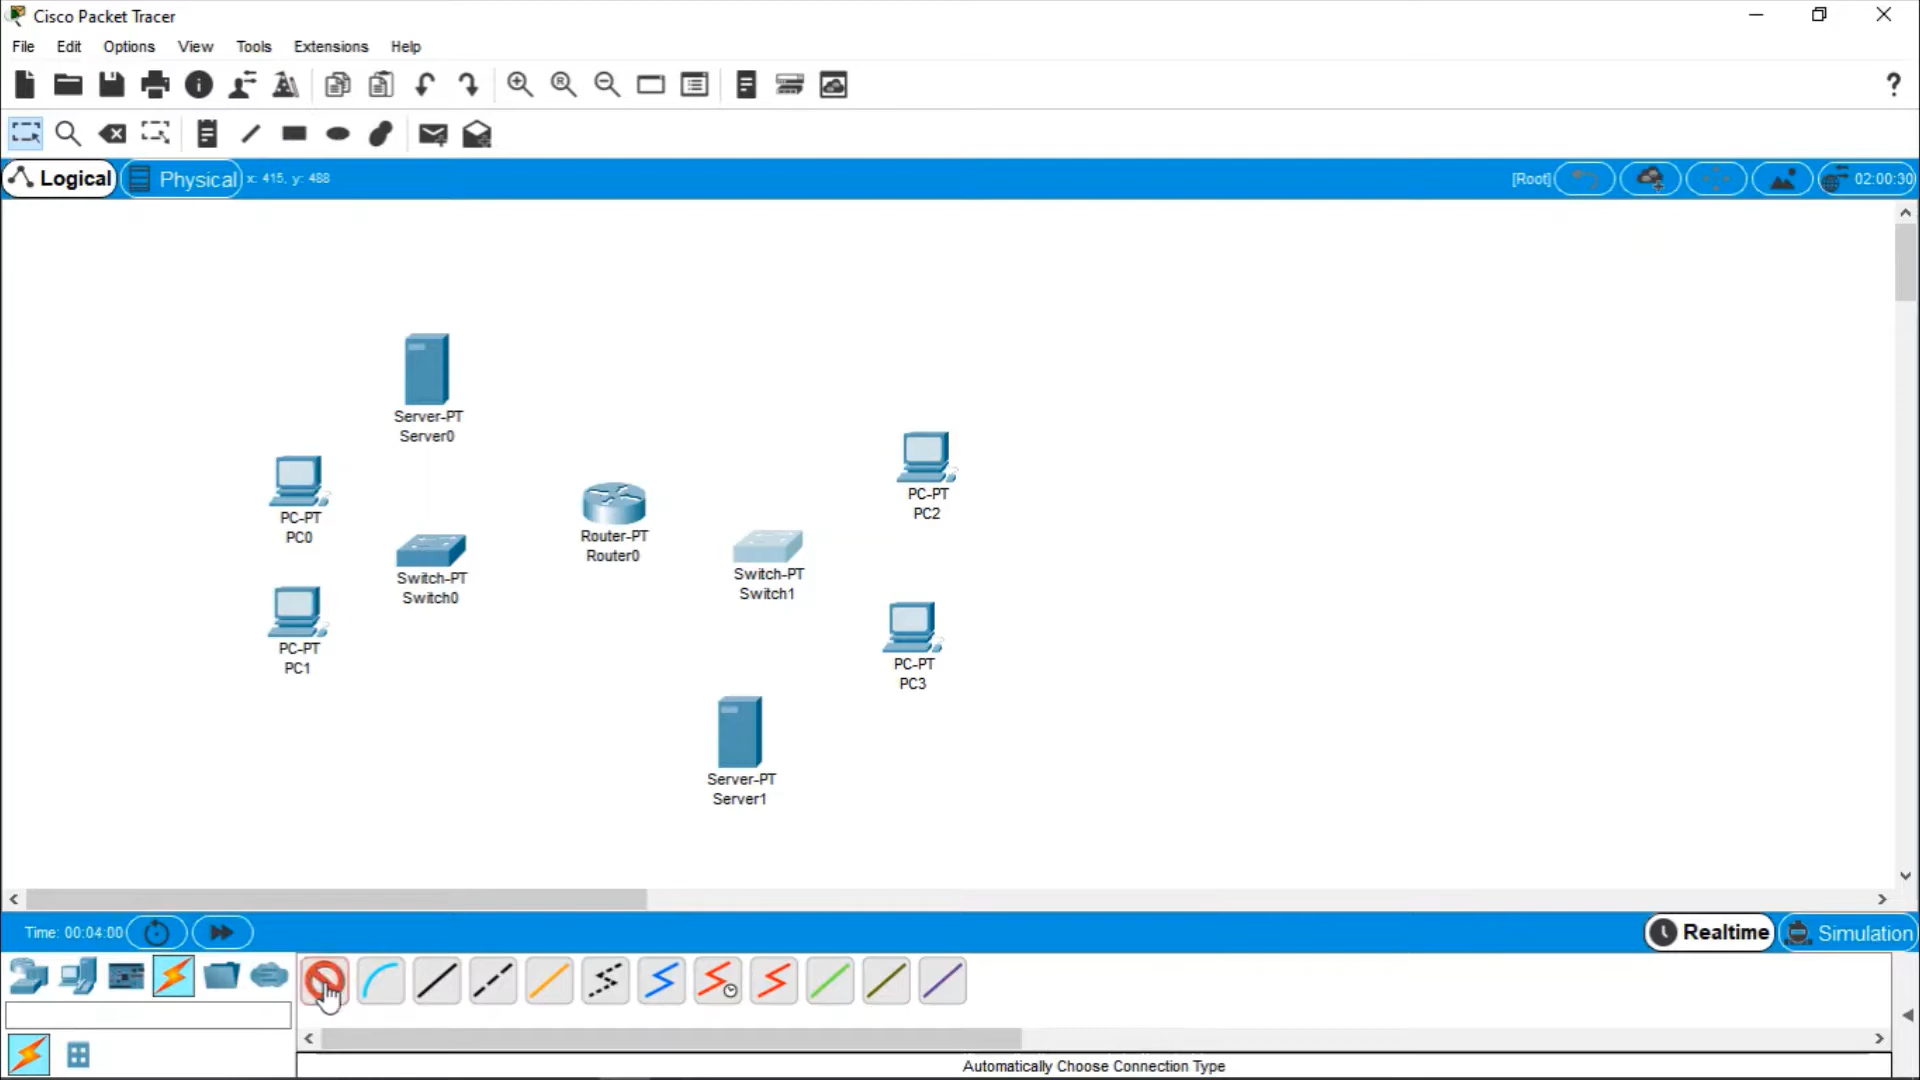 Cisco Packet Tracer
File Edit Options View Tools Extensions Help
?
Logical Physical x: 415, y: 488 [Root] 02:00:30
Server-PT
Server0
PC-PT
PC0
PC-PT
PC1
Switch-PT
Switch0
Router-PT
Router0
Switch-PT
Switch1
PC-PT
PC2
PC-PT
PC3
Server-PT
Server1
Time: 00:04:00 Realtime Simulation
Automatically Choose Connection Type